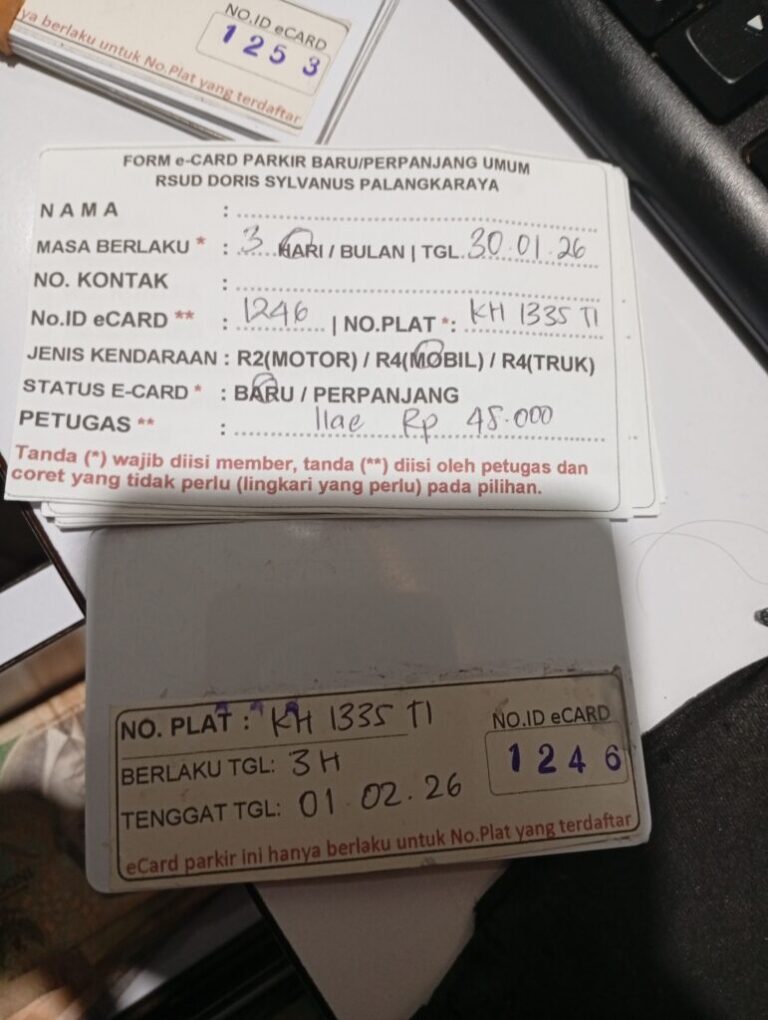 NO.ID eCARD
1253
ya berlaku untuk No.Plat yang terdaftar
FORM e-CARD PARKIR BARU/PERPANJANG UMUM
RSUD DORIS SYLVANUS PALANGKARAYA
NAMA :
MASA BERLAKU * : 3 HARI / BULAN | TGL. 30.01.26
NO. KONTAK :
No.ID eCARD ** : 1246 | NO.PLAT *: KH 1335 TI
JENIS KENDARAAN : R2(MOTOR) / R4(MOBIL) / R4(TRUK)
STATUS E-CARD * : BARU / PERPANJANG
PETUGAS ** : Ilae Rp 48.000
Tanda (*) wajib diisi member, tanda (**) diisi oleh petugas dan
coret yang tidak perlu (lingkari yang perlu) pada pilihan.
NO. PLAT : KH 1335 TI
NO.ID eCARD
1246
BERLAKU TGL: 3 H
TENGGAT TGL: 01.02.26
eCard parkir ini hanya berlaku untuk No.Plat yang terdaftar